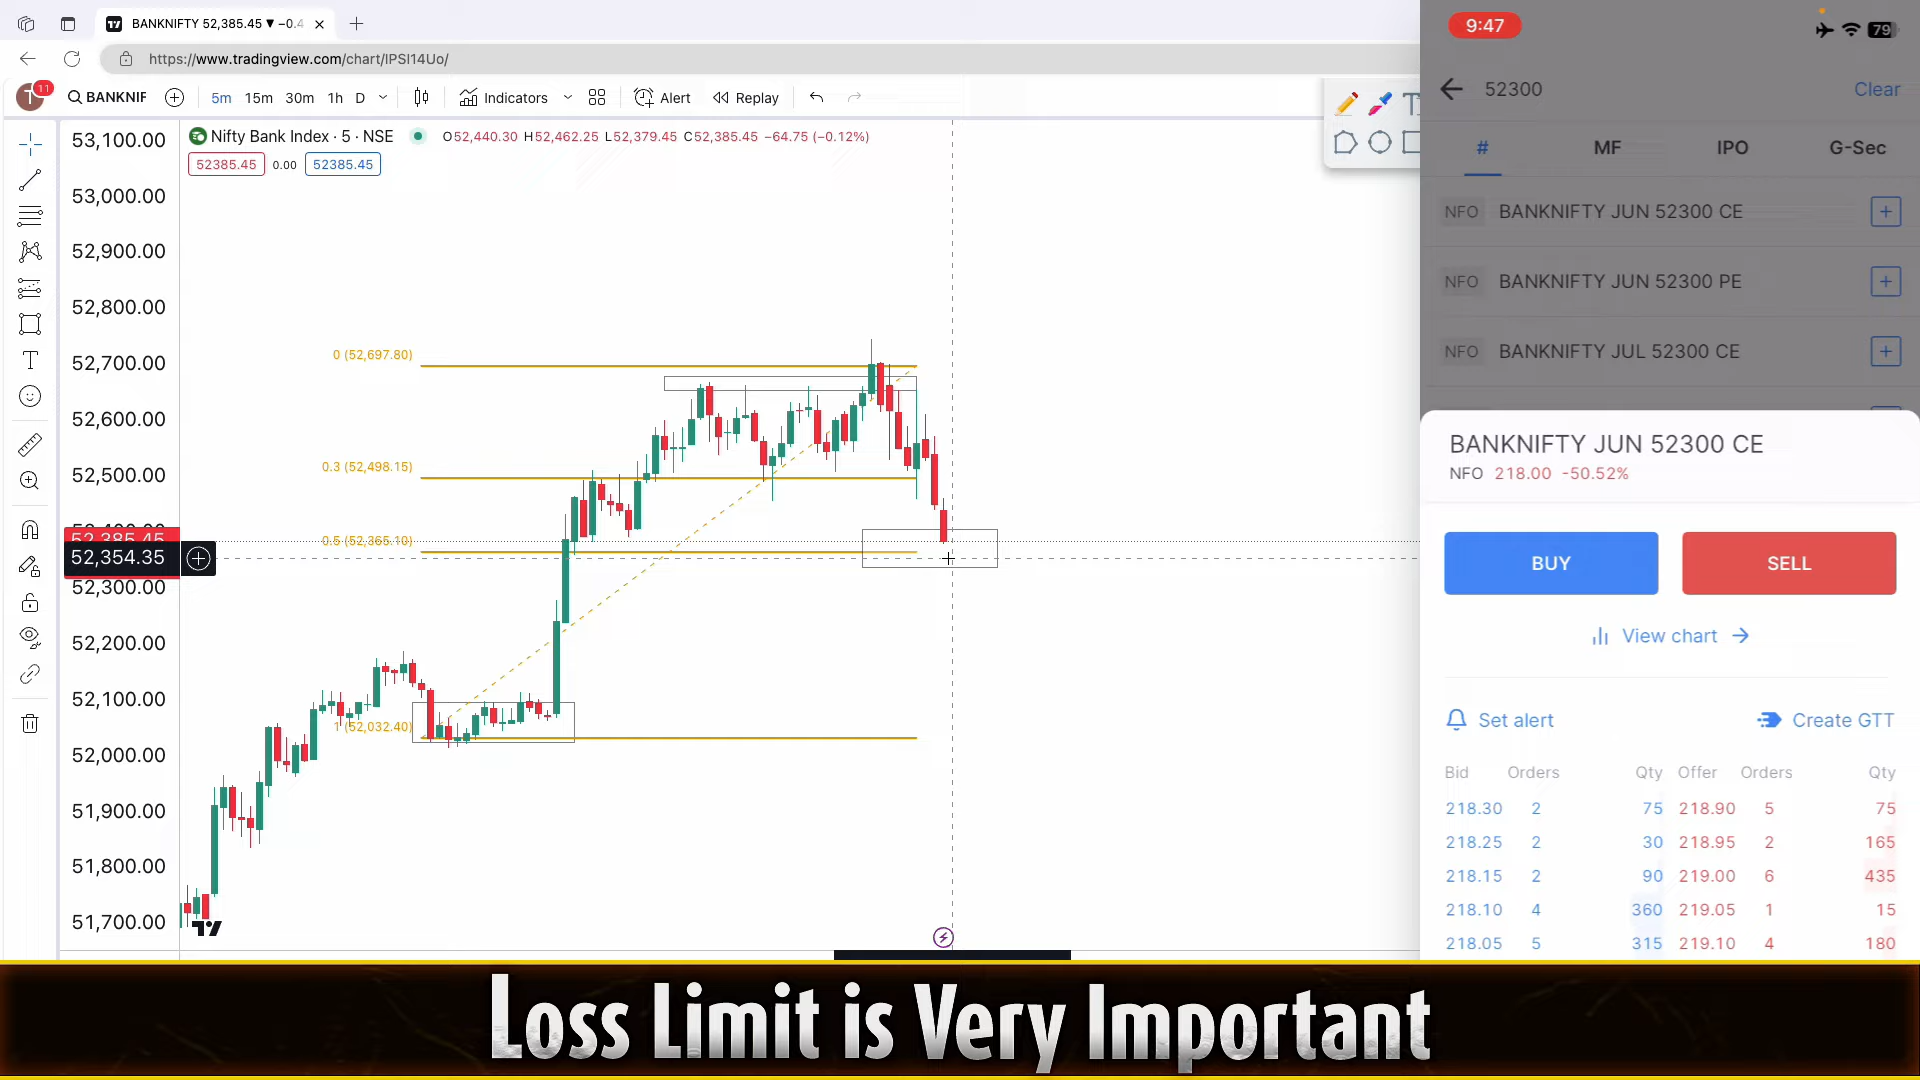 BANKNIFTY 52,385.45 ▼ −0.4
https://www.tradingview.com/chart/IPSI14Uo/
T 11 BANKNIF 5m 15m 30m 1h D Indicators Alert Replay
Nifty Bank Index · 5 · NSE O52,440.30 H52,462.25 L52,379.45 C52,385.45 −64.75 (−0.12%)
52385.45 0.00 52385.45
53,100.00
53,000.00
52,900.00
52,800.00
52,700.00
52,600.00
52,500.00
52,385.45
52,354.35
52,300.00
52,200.00
52,100.00
52,000.00
51,900.00
51,800.00
51,700.00
0 (52,697.80)
0.3 (52,498.15)
0.5 (52,365.10)
1 (52,032.40)
9:47 79
52300 Clear
# MF IPO G-Sec
NFO BANKNIFTY JUN 52300 CE
NFO BANKNIFTY JUN 52300 PE
NFO BANKNIFTY JUL 52300 CE
BANKNIFTY JUN 52300 CE
NFO 218.00 -50.52%
BUY SELL
View chart
Set alert Create GTT
Bid Orders Qty Offer Orders Qty
218.30 2 75 218.90 5 75
218.25 2 30 218.95 2 165
218.15 2 90 219.00 6 435
218.10 4 360 219.05 1 15
218.05 5 315 219.10 4 180
Loss Limit is Very Important